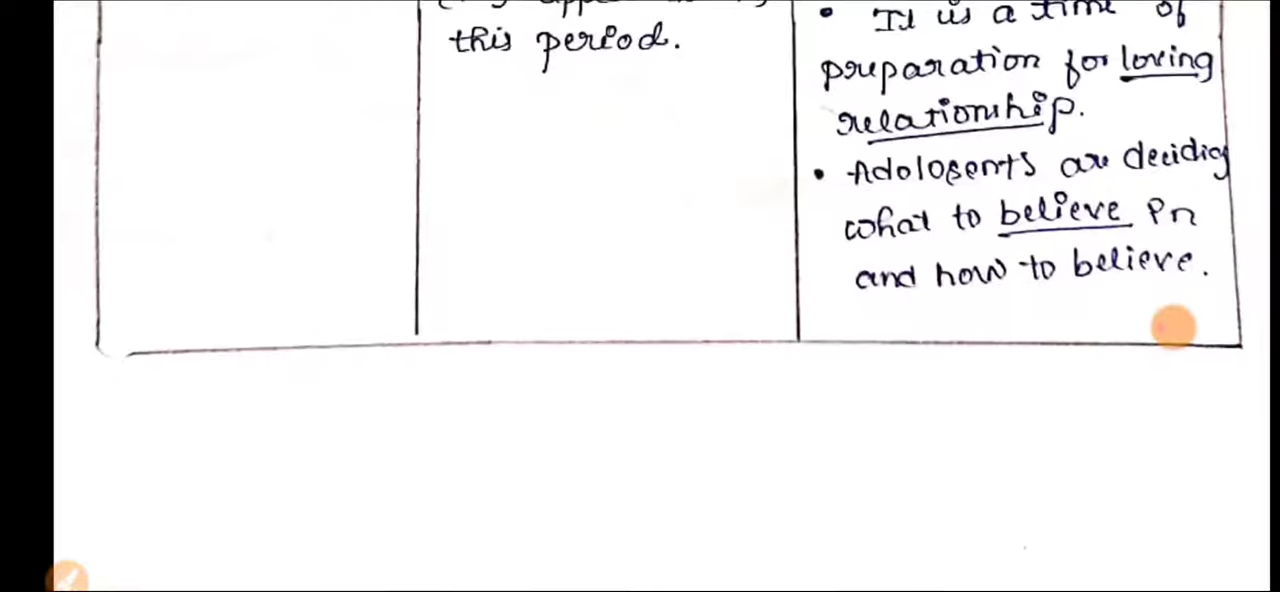 this period.
• It is a time of
preparation for loving
relationship.
• Adolosents are deciding
what to believe in
and how to believe.